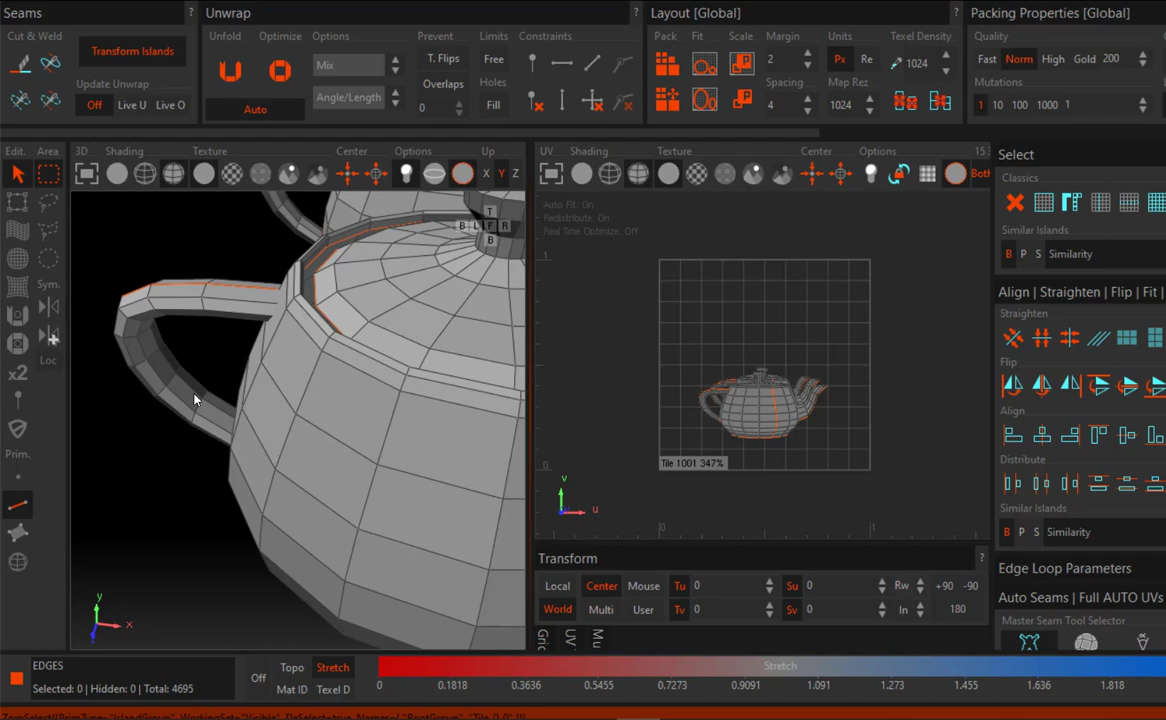 Seams ?
Cut & Weld
Transform Islands
Update Unwrap
Off Live U Live O
Unwrap ?
Unfold Optimize Options Prevent Limits Constraints
Mix T. Flips Free
Overlaps Holes
Angle/Length
Auto 0 Fill
Layout [Global] ?
Pack Fit Scale Margin Units Texel Density
2 Px Re 1024
Spacing Map Rez
4 1024
Packing Properties [Global]
Quality
Fast Norm High Gold 200
Mutations
1 10 100 1000 1
Edit. Area 3D Shading Texture Center Options Up
X Y Z
Sym.
Loc
x2
Prim.
T
B L F R
B
UV Shading Texture Center Options 15
Both
Auto Fit: On
Redistribute: On
Real Time Optimize: Off
1
Tile 1001 347%
0
v
u
0 1
y
x
Transform ?
Local Center Mouse Tu 0 Su 0 Rw +90 -90
World Multi User Tv 0 Sv 0 In 180
Gri UV Mu
Select
Classics
Similar Islands
B P S Similarity
Align | Straighten | Flip | Fit |
Straighten
Flip
Align
Distribute
Similar Islands
B P S Similarity
Edge Loop Parameters
Auto Seams | Full AUTO UVs
Master Seam Tool Selector
EDGES
Selected: 0 | Hidden: 0 | Total: 4695
Off Topo Stretch
Mat ID Texel D
Stretch
0 0.1818 0.3636 0.5455 0.7273 0.9091 1.091 1.273 1.455 1.636 1.818